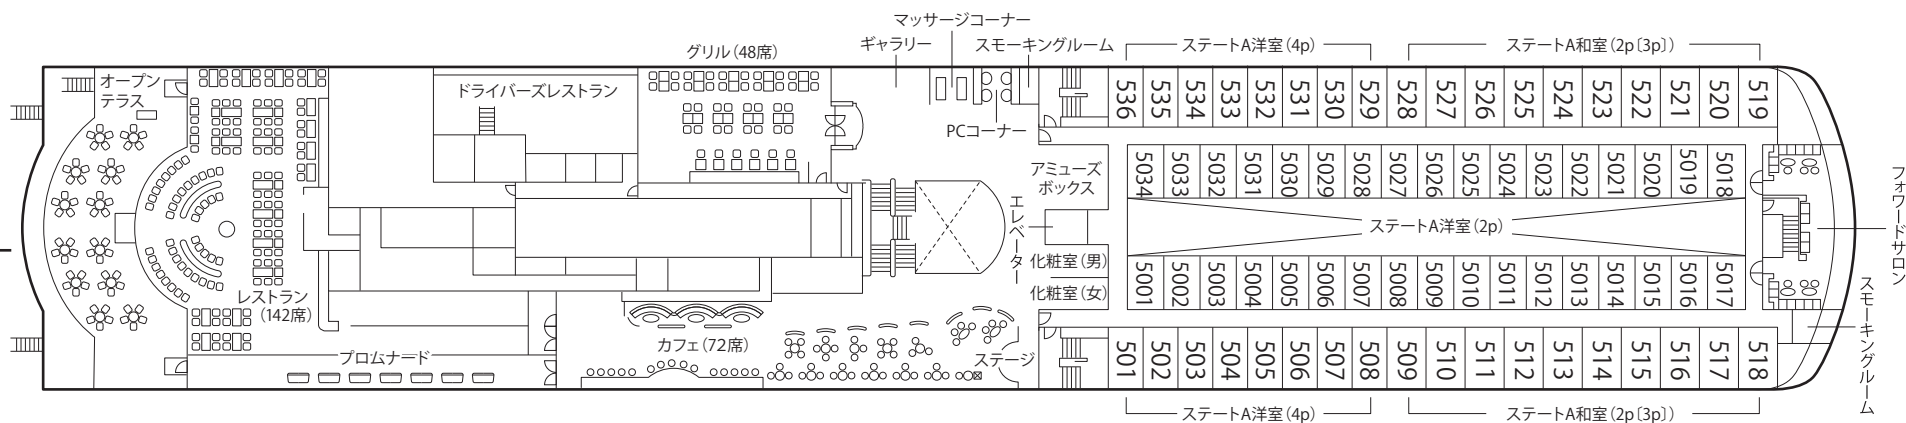 マッサージコーナー
グリル（48席）
ギャラリー
スモーキングルーム
ステートA洋室（4p）
ステートA和室（2p〔3p〕）
オープン
テラス
ドライバーズレストラン
PCコーナー
536 535 534 533 532 531 530 529 528 527 526 525 524 523 522 521 520 519
アミューズ
ボックス
5034 5033 5032 5031 5030 5029 5028 5027 5026 5025 5024 5023 5022 5021 5020 5019 5018
エレベーター
ステートA洋室（2p）
フォワードサロン
化粧室（男）
化粧室（女）
5001 5002 5003 5004 5005 5006 5007 5008 5009 5010 5011 5012 5013 5014 5015 5016 5017
レストラン
（142席）
カフェ（72席）
プロムナード
ステージ
スモーキングルーム
501 502 503 504 505 506 507 508 509 510 511 512 513 514 515 516 517 518
ステートA洋室（4p）
ステートA和室（2p〔3p〕）